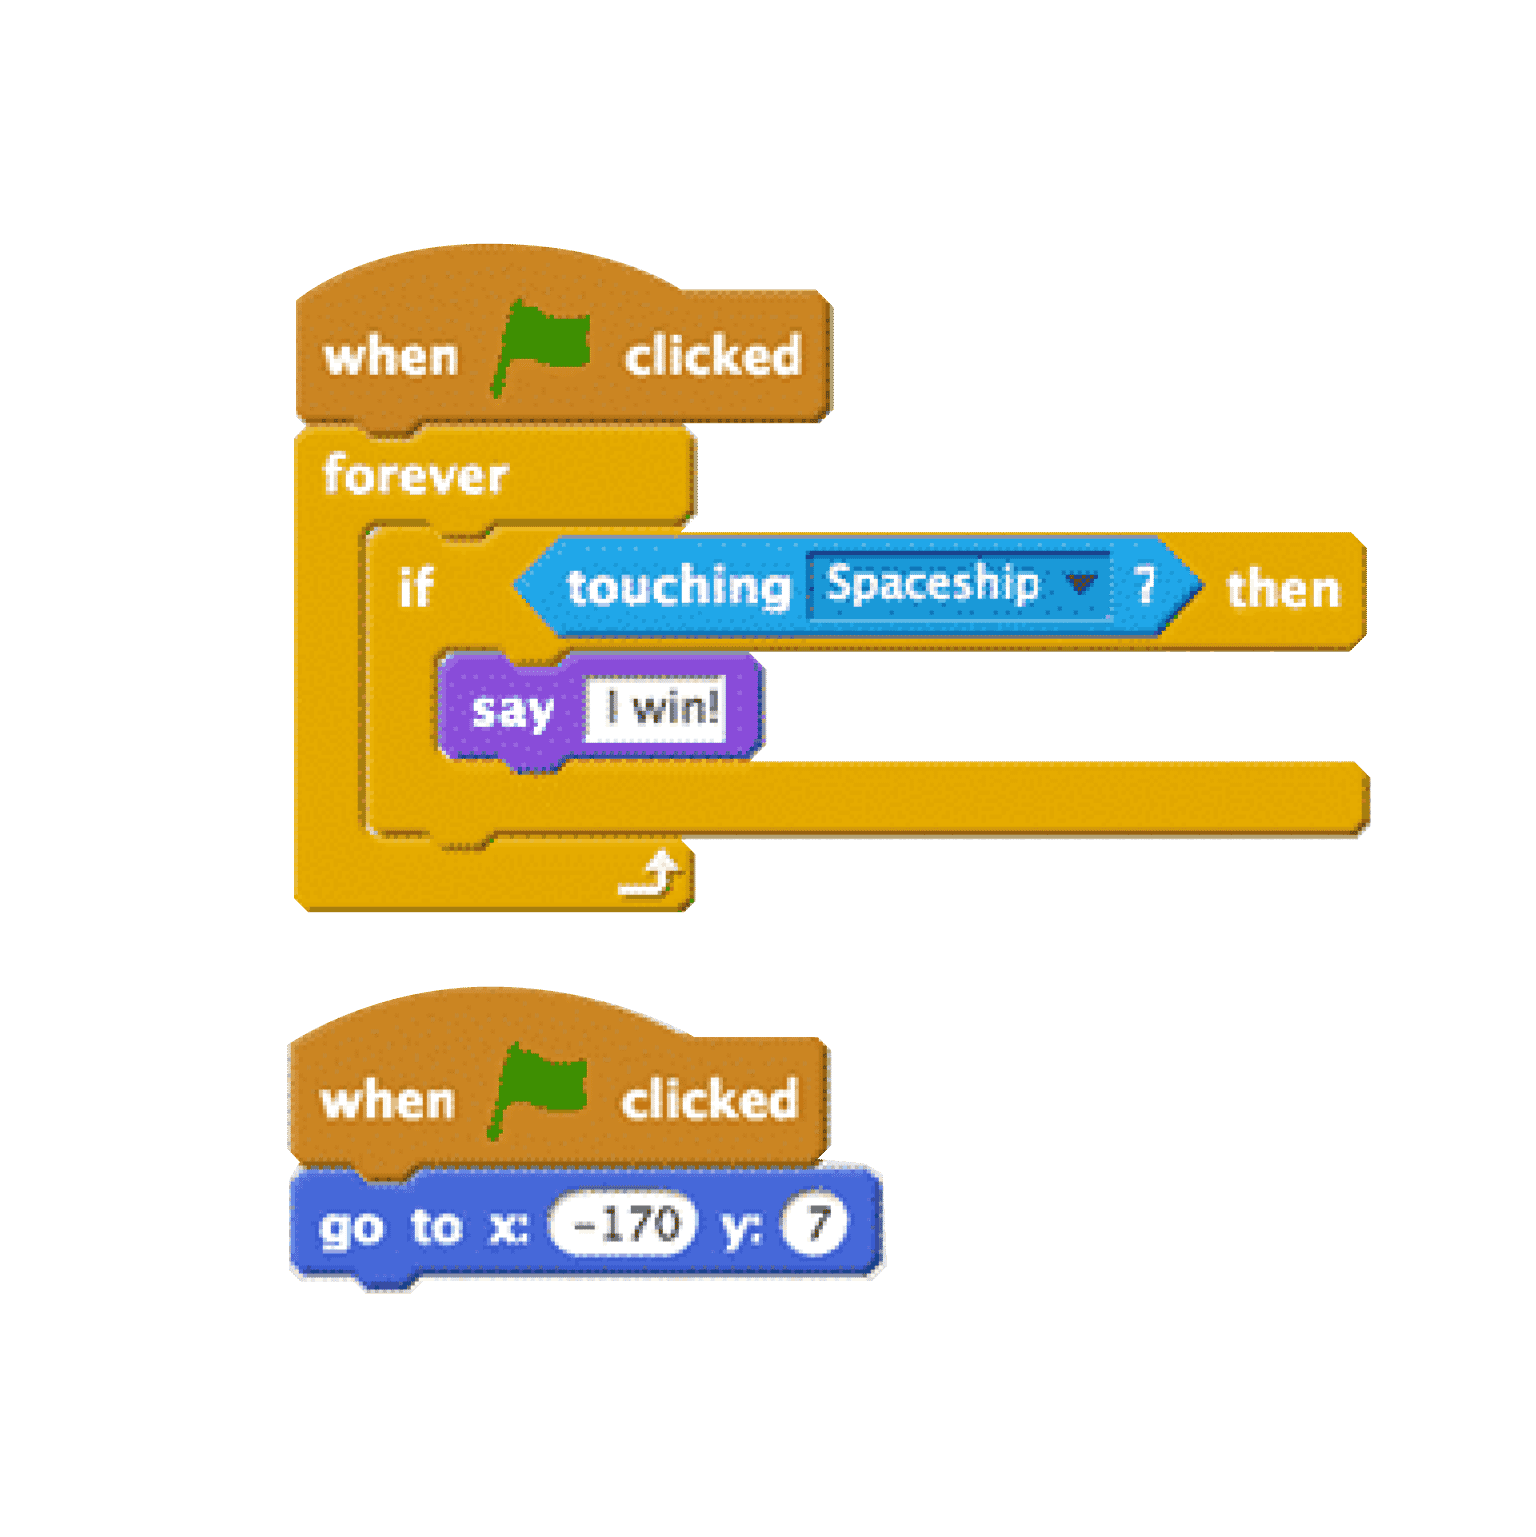 when clicked
forever
if touching Spaceship ? then
say I win!
when clicked
go to x: -170 y: 7